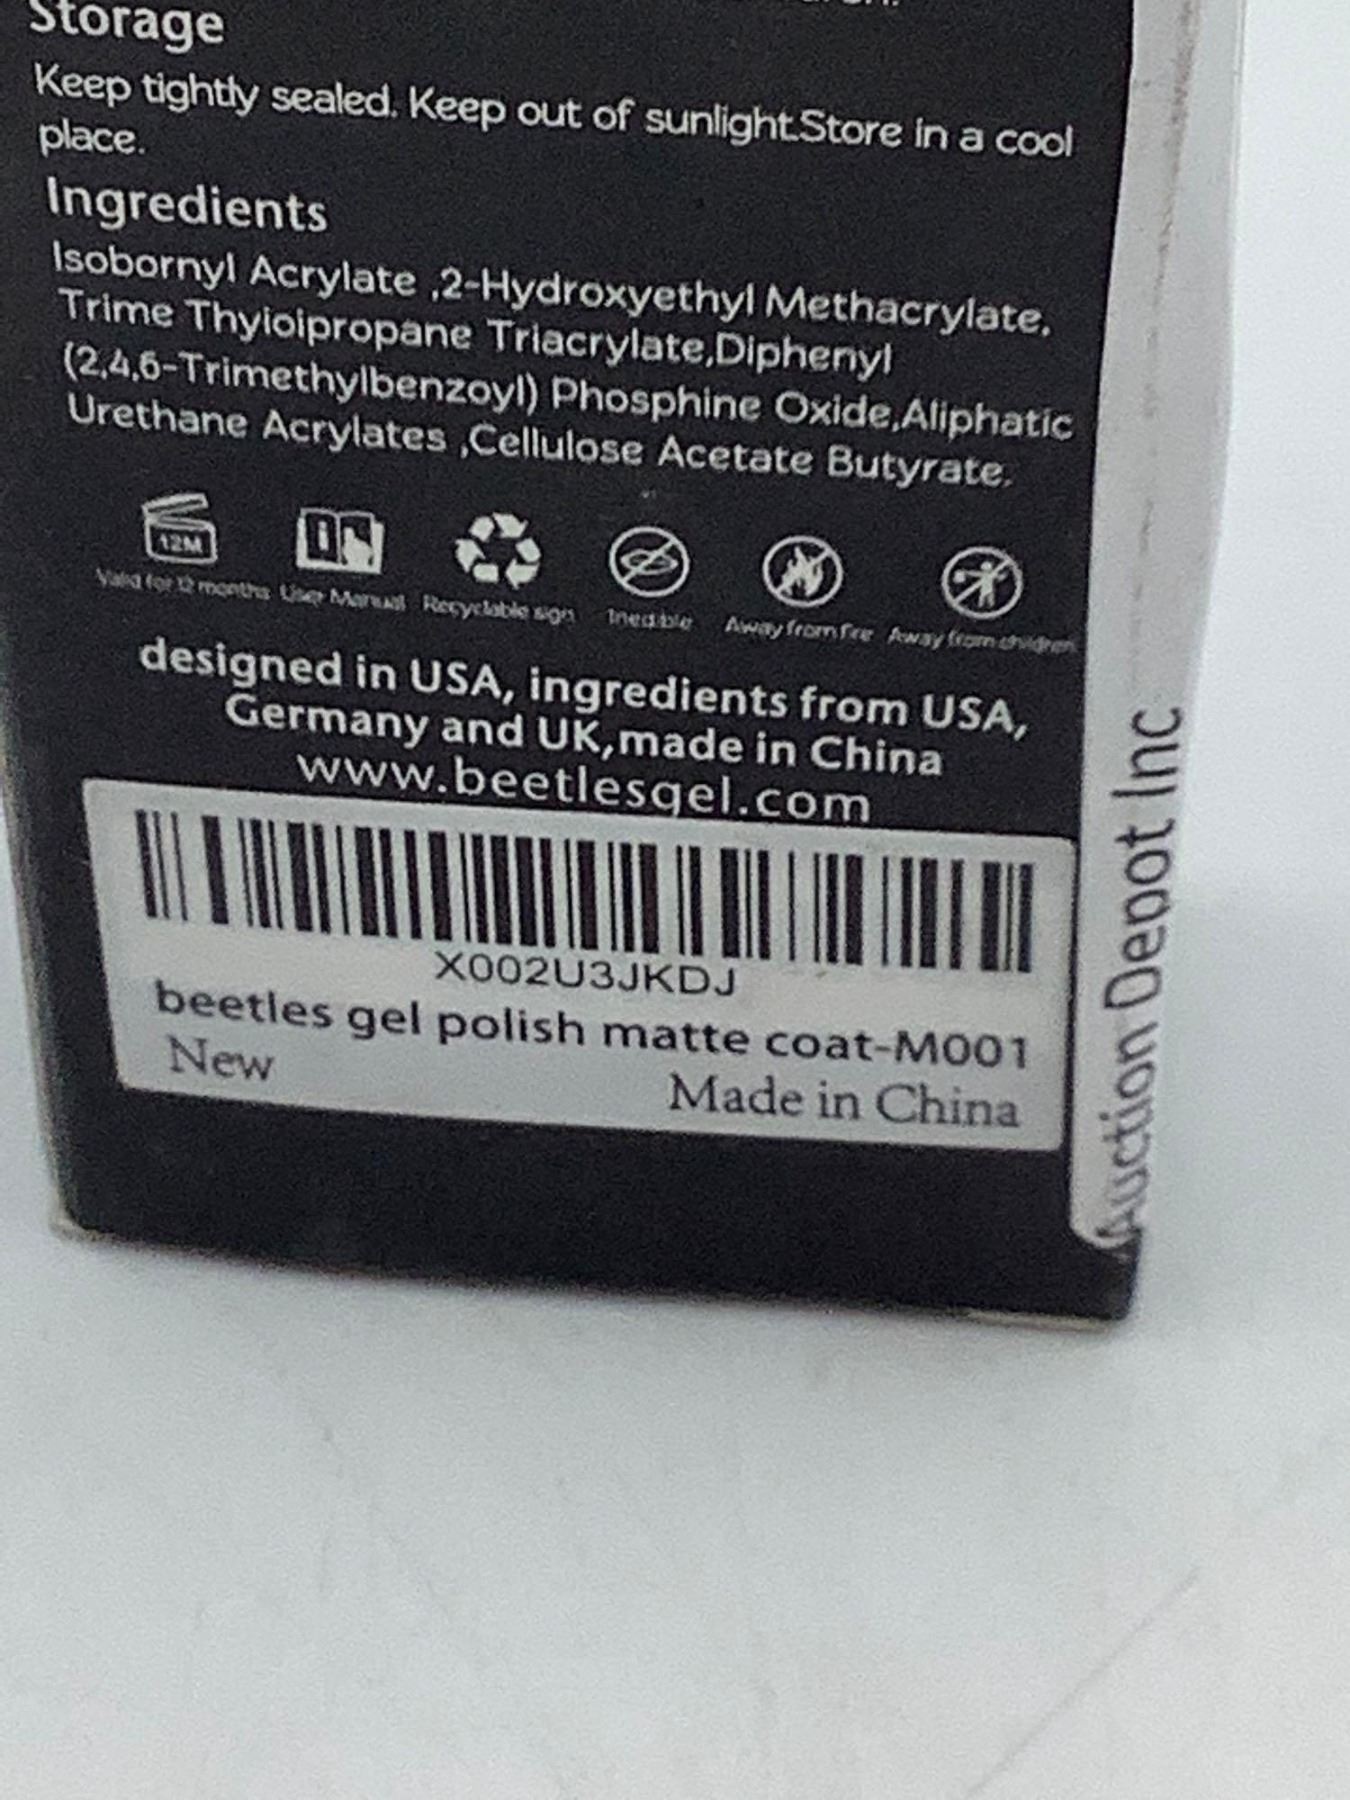 Storage
Keep tightly sealed. Keep out of sunlight.Store in a cool
place.
Ingredients
Isobornyl Acrylate ,2-Hydroxyethyl Methacrylate,
Trime Thyioipropane Triacrylate,Diphenyl
(2,4,6-Trimethylbenzoyl) Phosphine Oxide,Aliphatic
Urethane Acrylates ,Cellulose Acetate Butyrate.
12M
Valid for 12 months User Manual Recyclable sign Inedible Away from fire Away from children
designed in USA, ingredients from USA,
Germany and UK,made in China
www.beetlesgel.com
X002U3JKDJ
beetles gel polish matte coat-M001
New
Made in China
Auction Depot Inc